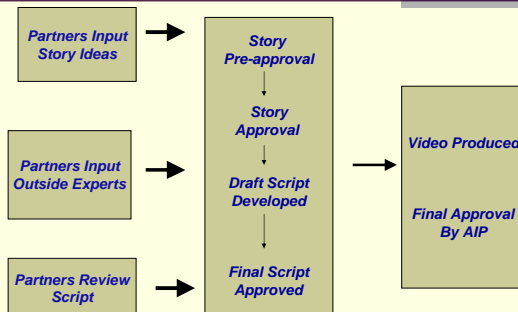 Partners Input
Story Ideas
Partners Input
Outside Experts
Partners Review
Script
Story
Pre-approval
Story
Approval
Draft Script
Developed
Final Script
Approved
Video Produced
Final Approval
By AIP